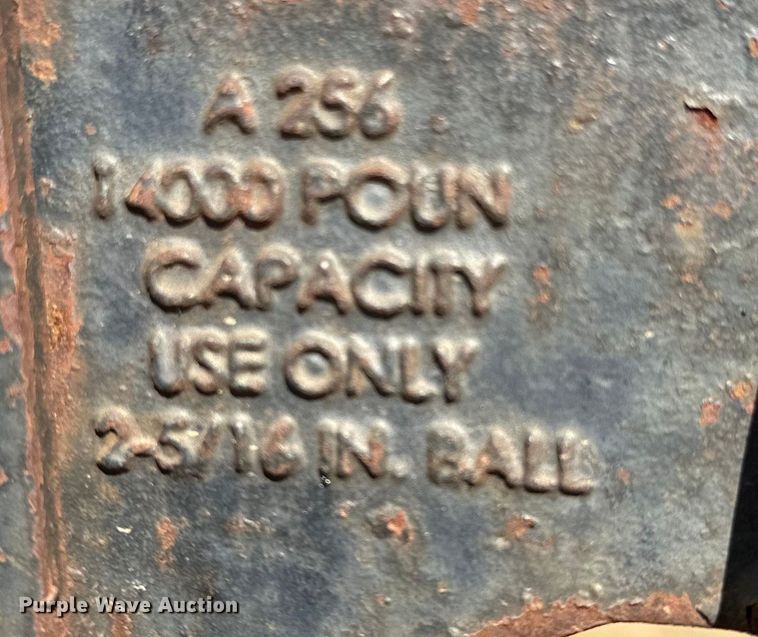 A 256
14000 POUN
CAPACITY
USE ONLY
2-5/16 IN. BALL
Purple Wave Auction